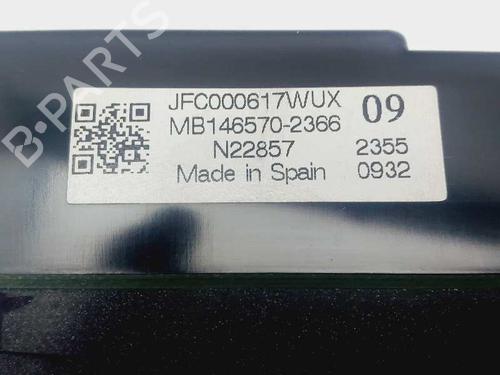 B-PARTS
JFC000617WUX 09
MB146570-2366
N22857 2355
Made in Spain 0932